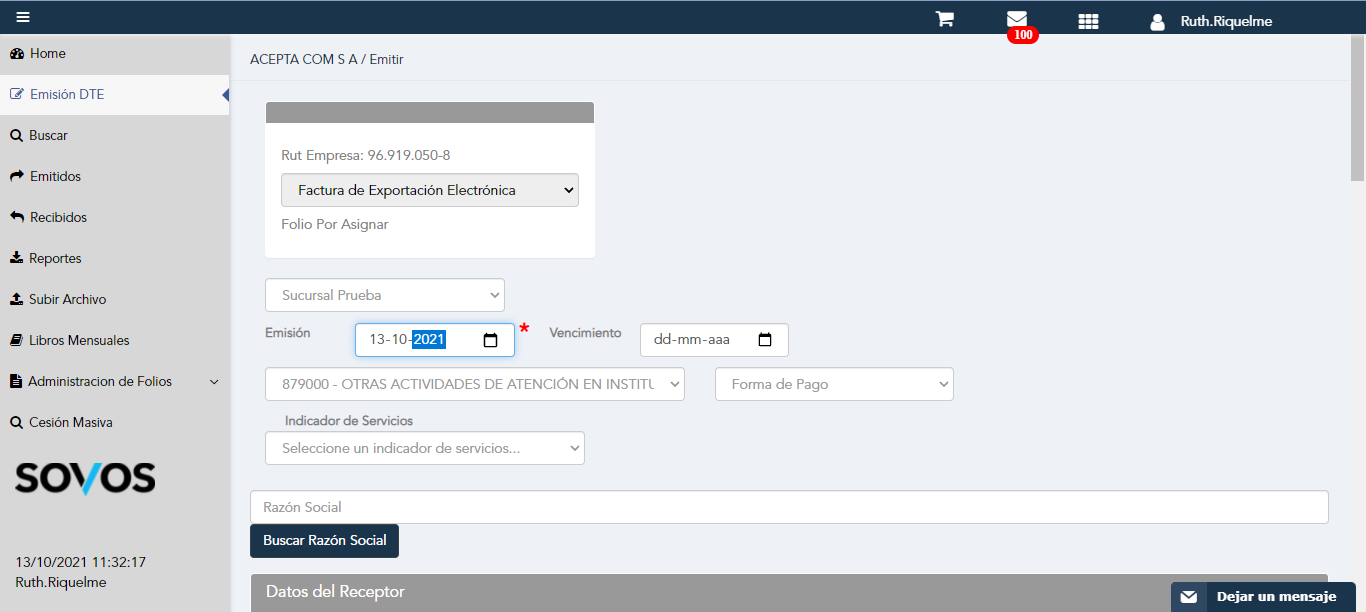 Ruth.Riquelme
100
Home
Emisión DTE
Buscar
Emitidos
Recibidos
Reportes
Subir Archivo
Libros Mensuales
Administracion de Folios
Cesión Masiva
SOVOS
13/10/2021 11:32:17
Ruth.Riquelme
ACEPTA COM S A / Emitir
Rut Empresa: 96.919.050-8
Factura de Exportación Electrónica
Folio Por Asignar
Sucursal Prueba
Emisión 13-10-2021 * Vencimiento dd-mm-aaa
879000 - OTRAS ACTIVIDADES DE ATENCIÓN EN INSTITU Forma de Pago
Indicador de Servicios
Seleccione un indicador de servicios...
Razón Social
Buscar Razón Social
Datos del Receptor
Dejar un mensaje